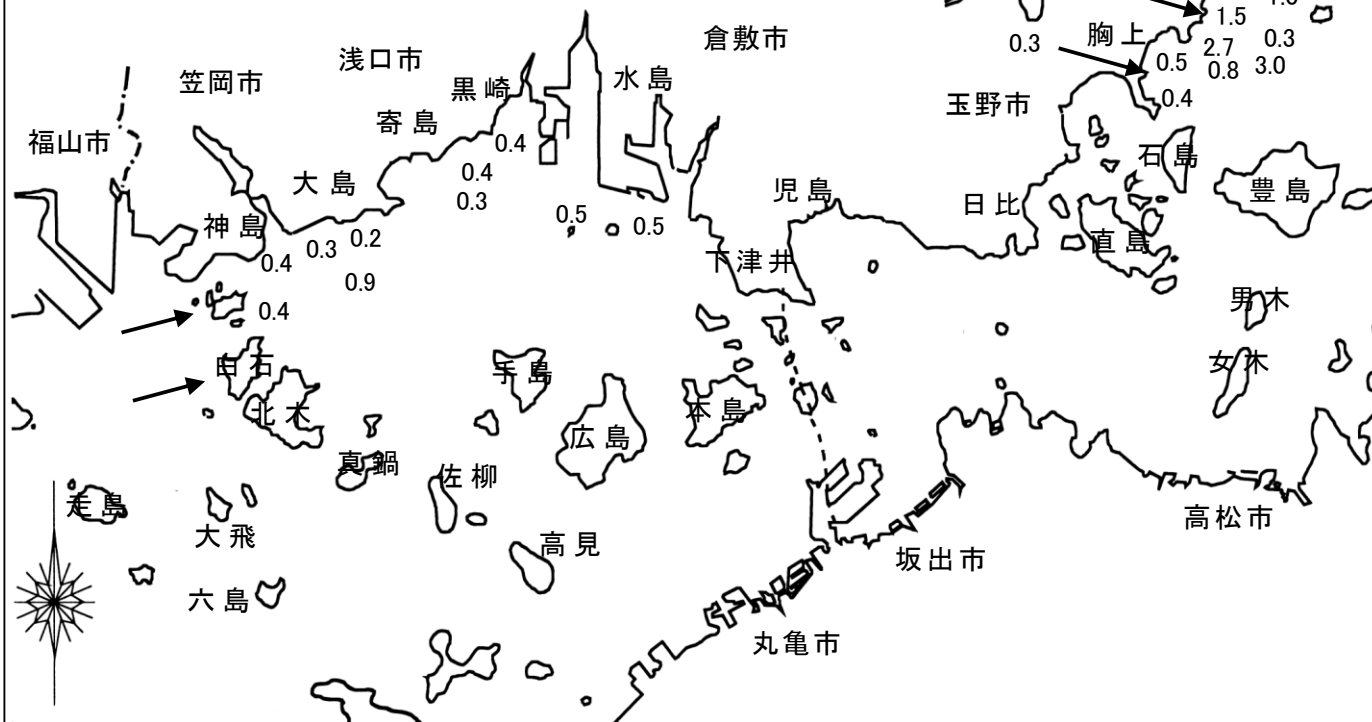 1.5
胸上
0.3
0.3
2.7
0.5
0.8
3.0
0.4
倉敷市
浅口市
笠岡市
水島
黒崎
玉野市
寄島
福山市
0.4
石島
0.4
大島
児島
豊島
0.3
日比
0.5
0.5
神島
0.2
直島
0.3
0.4
下津井
0.9
男木
0.4
白石
手島
女木
北木
本島
広島
真鍋
佐柳
走島
高松市
大飛
高見
坂出市
六島
丸亀市